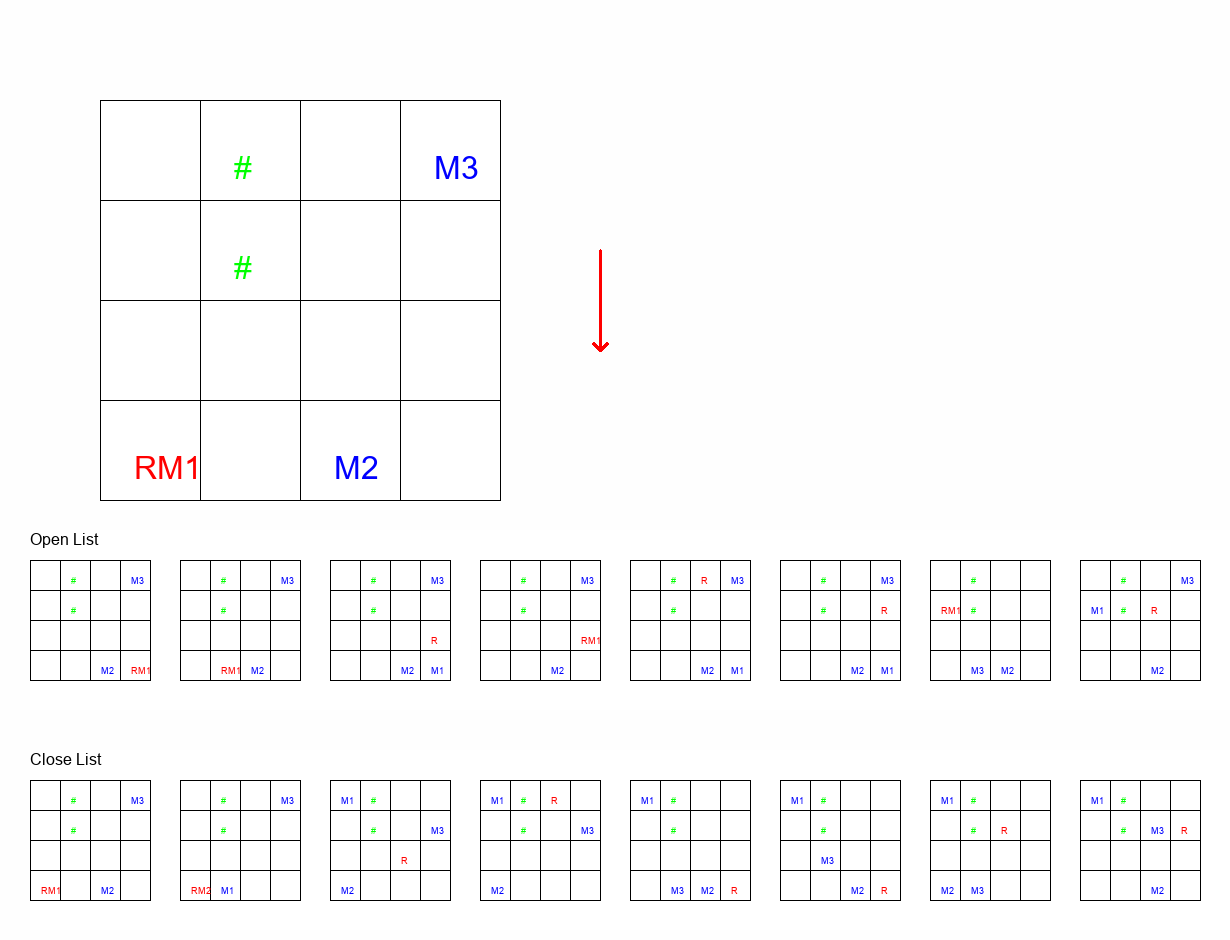 # M3
#
RM1 M2
Open List
# M3 # M3 # M3 # M3 # R M3 # M3 # # M3
# # # # # # R RM1 # M1 # R
R RM1
M2 RM1 RM1 M2 M2 M1 M2 M2 M1 M2 M1 M3 M2 M2
Close List
# M3 # M3 M1 # M1 # R M1 # M1 # M1 # M1 #
# # # M3 # M3 # # # R # M3 R
R M3
RM1 M2 RM2 M1 M2 M2 M3 M2 R M2 R M2 M3 M2